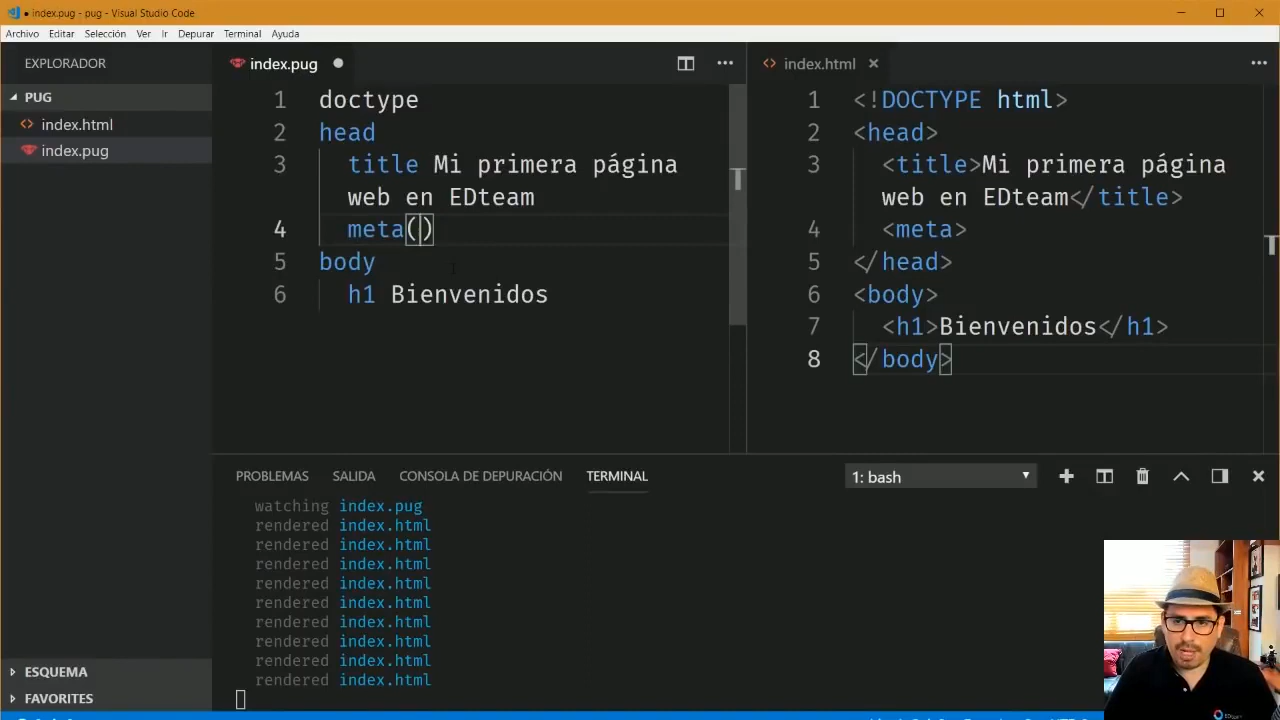 ● index.pug - pug - Visual Studio Code
Archivo Editar Selección Ver Ir Depurar Terminal Ayuda
EXPLORADOR
PUG
index.html
index.pug
ESQUEMA
FAVORITES
index.pug
1 doctype
2 head
3 title Mi primera página
web en EDteam
4 meta()
5 body
6 h1 Bienvenidos
index.html
1 <!DOCTYPE html>
2 <head>
3 <title>Mi primera página
web en EDteam</title>
4 <meta>
5 </head>
6 <body>
7 <h1>Bienvenidos</h1>
8 </body>
PROBLEMAS SALIDA CONSOLA DE DEPURACIÓN TERMINAL
1: bash
watching index.pug
rendered index.html
rendered index.html
rendered index.html
rendered index.html
rendered index.html
rendered index.html
rendered index.html
rendered index.html
rendered index.html